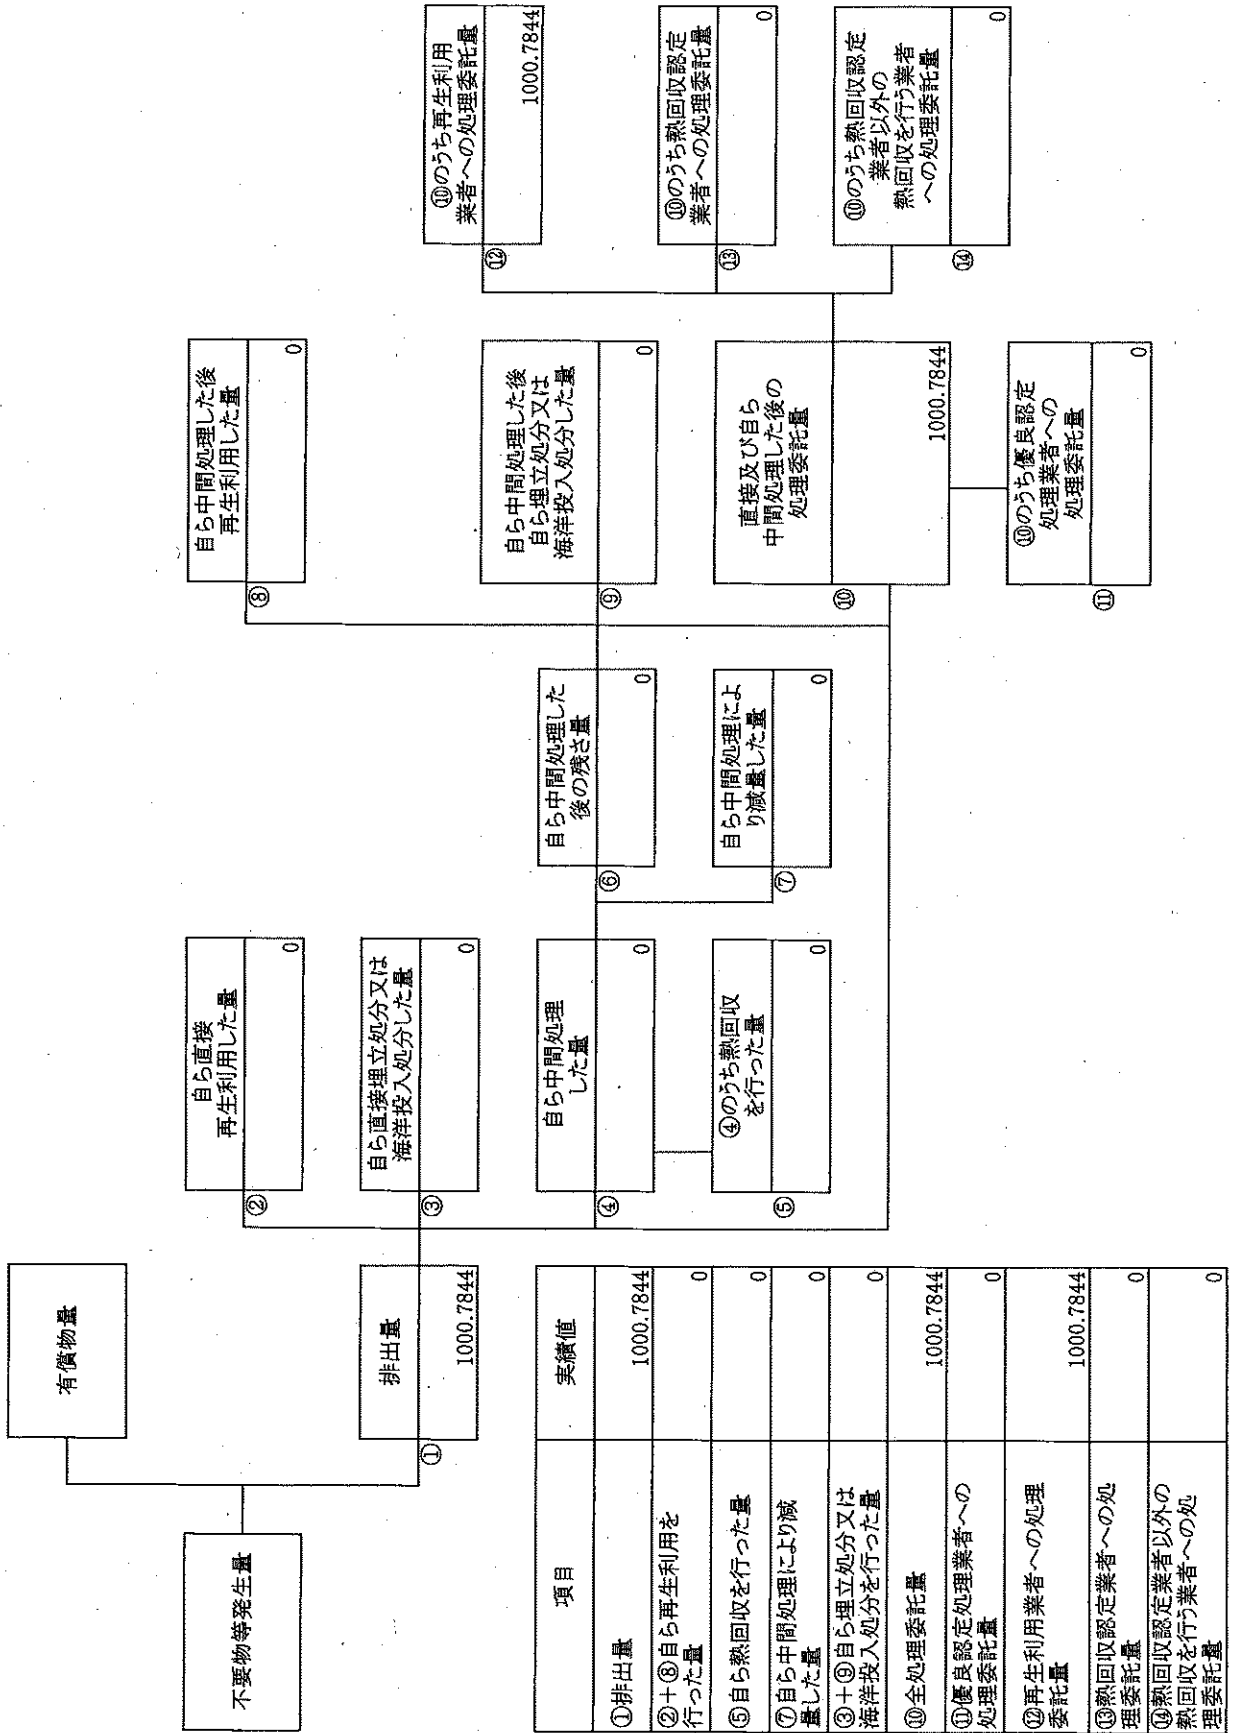 不要物等発生量
有償物量
①
排出量
1000.7844
②
自ら直接
再生利用した量
0
③
自ら直接埋立処分又は
海洋投入処分した量
0
④
自ら中間処理
した量
0
⑤
④のうち熱回収
を行った量
0
⑥
自ら中間処理した
後の残さ量
0
⑦
自ら中間処理によ
り減量した量
0
⑧
自ら中間処理した後
再生利用した量
0
⑨
自ら中間処理した後
自ら埋立処分又は
海洋投入処分した量
0
⑩
直接及び自ら
中間処理した後の
処理委託量
1000.7844
⑪
⑩のうち優良認定
処理業者への
処理委託量
0
⑫
⑩のうち再生利用
業者への処理委託量
1000.7844
⑬
⑩のうち熱回収認定
業者への処理委託量
0
⑭
⑩のうち熱回収認定
業者以外の
熱回収を行う業者
への処理委託量
0
項目
実績値
①排出量
1000.7844
②+⑧自ら再生利用を
行った量
0
⑤自ら熱回収を行った量
0
⑦自ら中間処理により減
量した量
0
③+⑨自ら埋立処分又は
海洋投入処分を行った量
0
⑩全処理委託量
1000.7844
⑪優良認定処理業者への
処理委託量
0
⑫再生利用業者への処理
委託量
1000.7844
⑬熱回収認定業者への処
理委託量
0
⑭熱回収認定業者以外の
熱回収を行う業者への処
理委託量
0